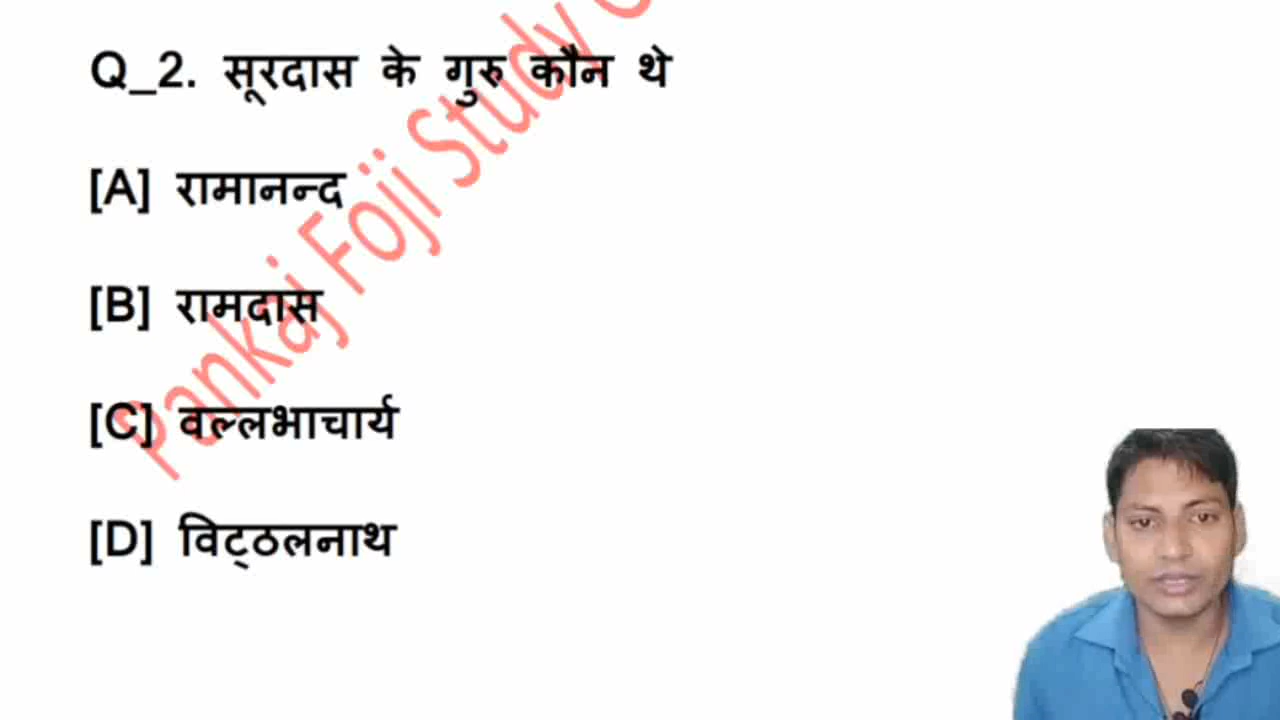 Q_2. सूरदास के गुरु कौन थे
[A] रामानन्द
[B] रामदास
[C] वल्लभाचार्य
[D] विट्ठलनाथ
Pankaj Foji Study